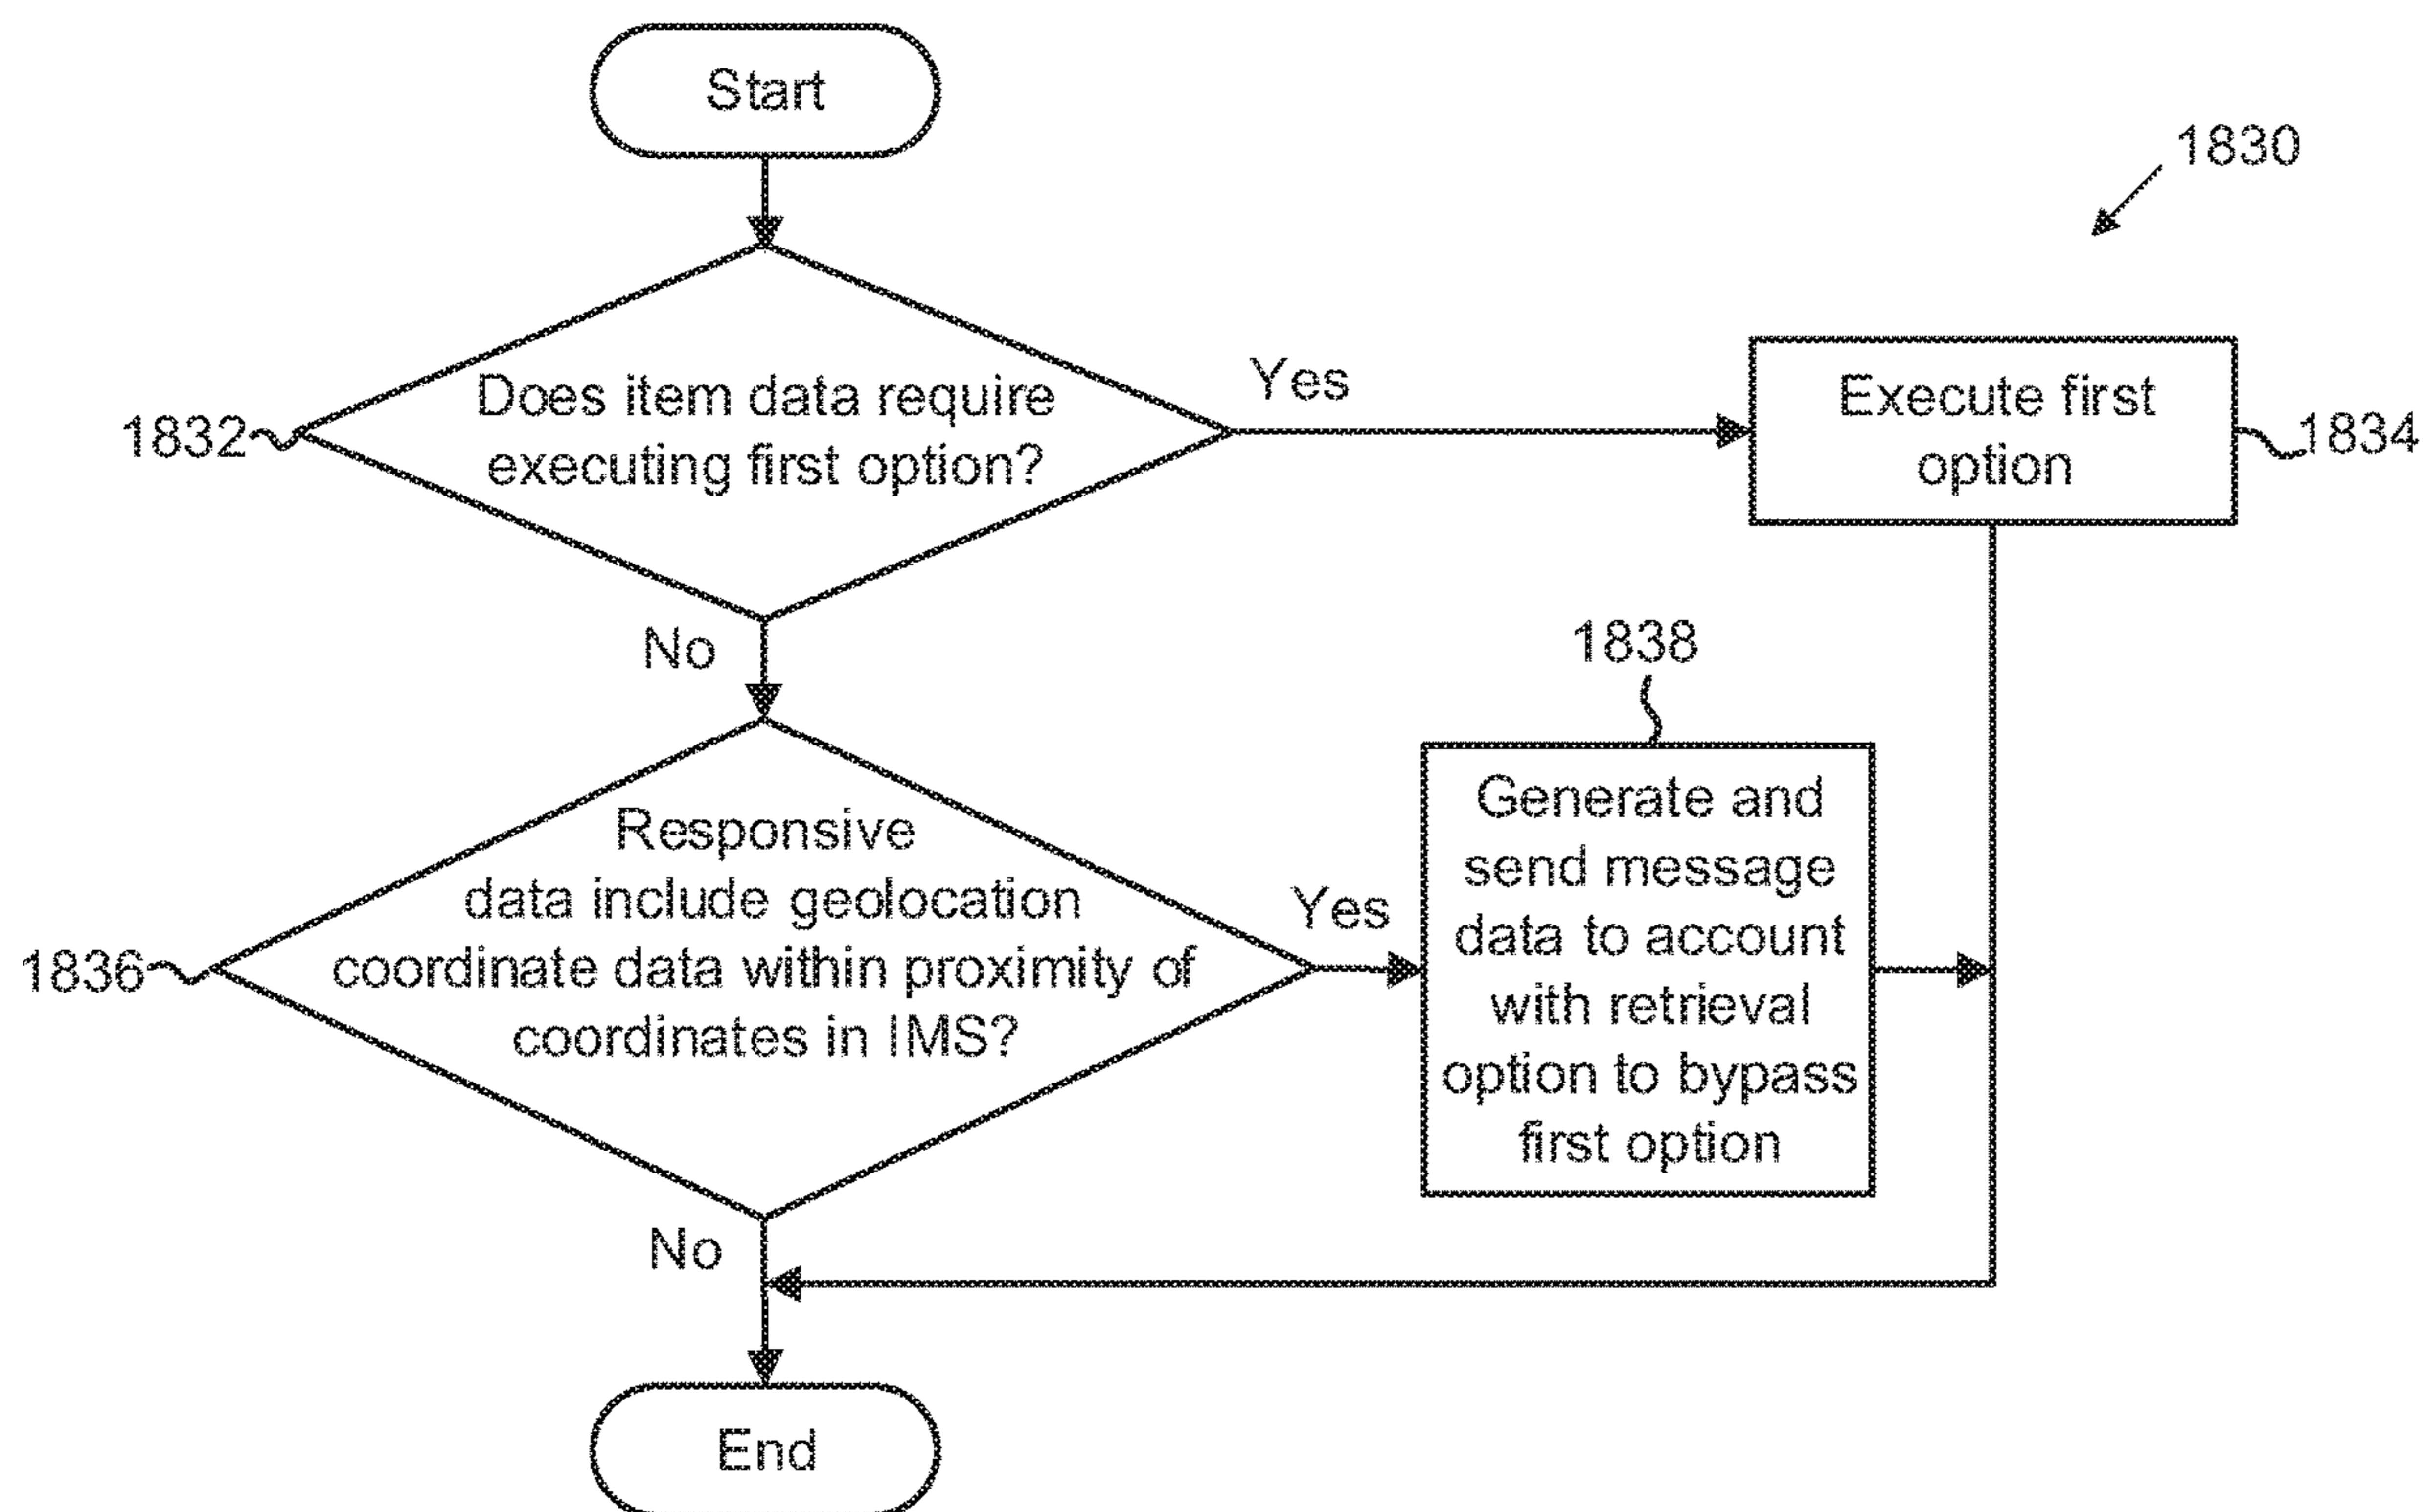 Start
1830
Does item data require
executing first option?
1832
Yes
Execute first
option
1834
No
1838
Responsive
data include geolocation
coordinate data within proximity of
coordinates in IMS?
1836
Yes
Generate and
send message
data to account
with retrieval
option to bypass
first option
No
End